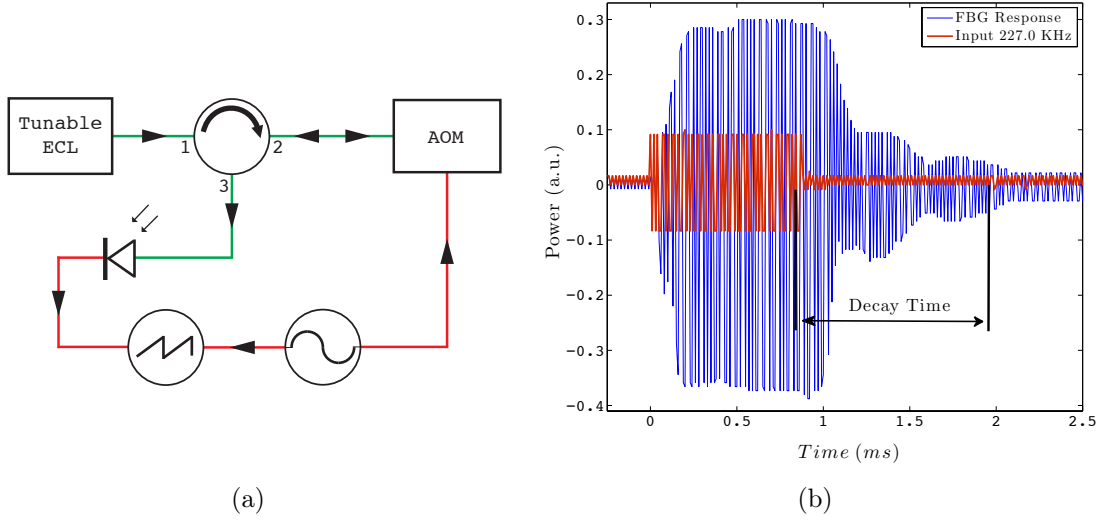 Tunable
ECL
1
2
3
AOM
(a)
FBG Response
Input 227.0 KHz
Power (a.u.)
0.3
0.2
0.1
0
−0.1
−0.2
−0.3
−0.4
Decay Time
0
0.5
1
1.5
2
2.5
Time (ms)
(b)